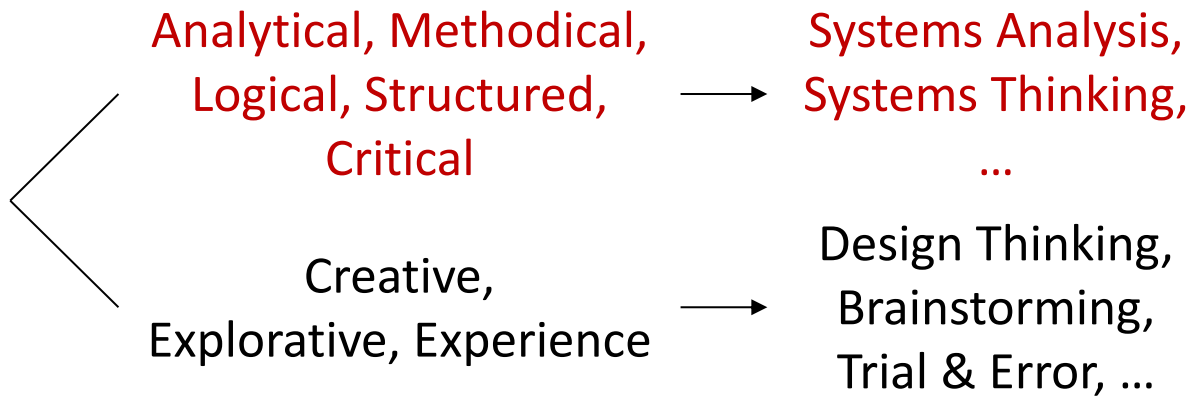 Analytical, Methodical,
Logical, Structured,
Critical
Systems Analysis,
Systems Thinking,
…
Creative,
Explorative, Experience
Design Thinking,
Brainstorming,
Trial & Error, …